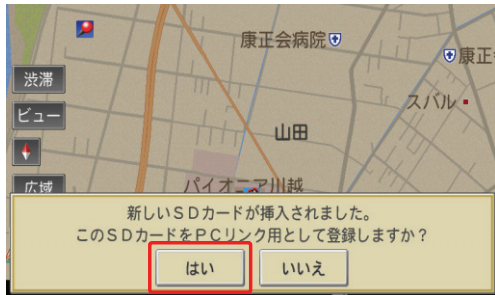 康正会病院
康正
渋滞
スバル
ビュー
山田
広域
パイオニア川越
新しいＳＤカードが挿入されました。
このＳＤカードをＰＣリンク用として登録しますか？
はい
いいえ